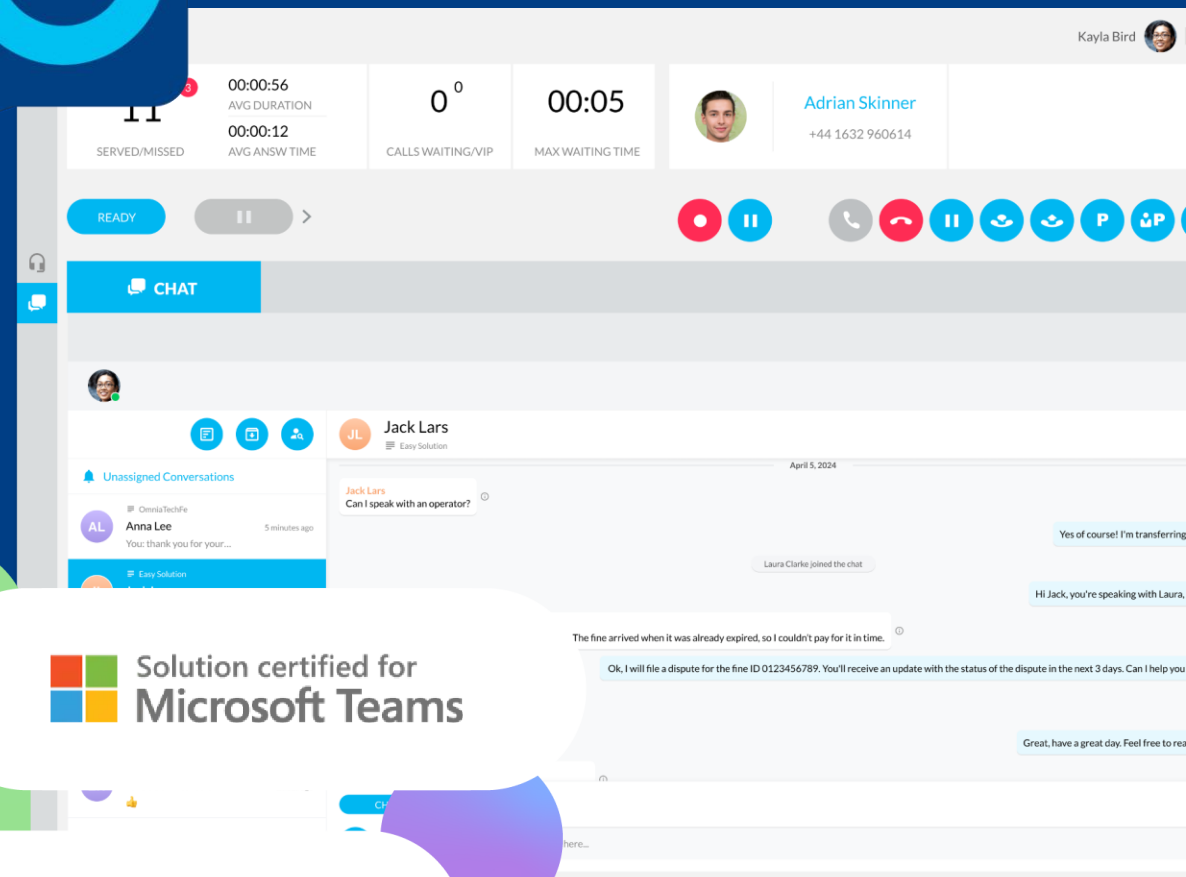 Kayla Bird
3
00:00:56
AVG DURATION
00:00:12
AVG ANSW TIME
SERVED/MISSED
0 0
CALLS WAITING/VIP
00:05
MAX WAITING TIME
Adrian Skinner
+44 1632 960614
READY
P
P
CHAT
JL
Jack Lars
Easy Solution
Unassigned Conversations
April 5, 2024
Jack Lars
Can I speak with an operator?
OmniaTechFe
AL
Anna Lee
5 minutes ago
You: thank you for your...
Yes of course! I'm transferring
Laura Clarke joined the chat
Easy Solution
Hi Jack, you're speaking with Laura,
The fine arrived when it was already expired, so I couldn't pay for it in time.
Ok, I will file a dispute for the fine ID 0123456789. You'll receive an update with the status of the dispute in the next 3 days. Can I help you
Solution certified for
Microsoft Teams
Great, have a great day. Feel free to
here...